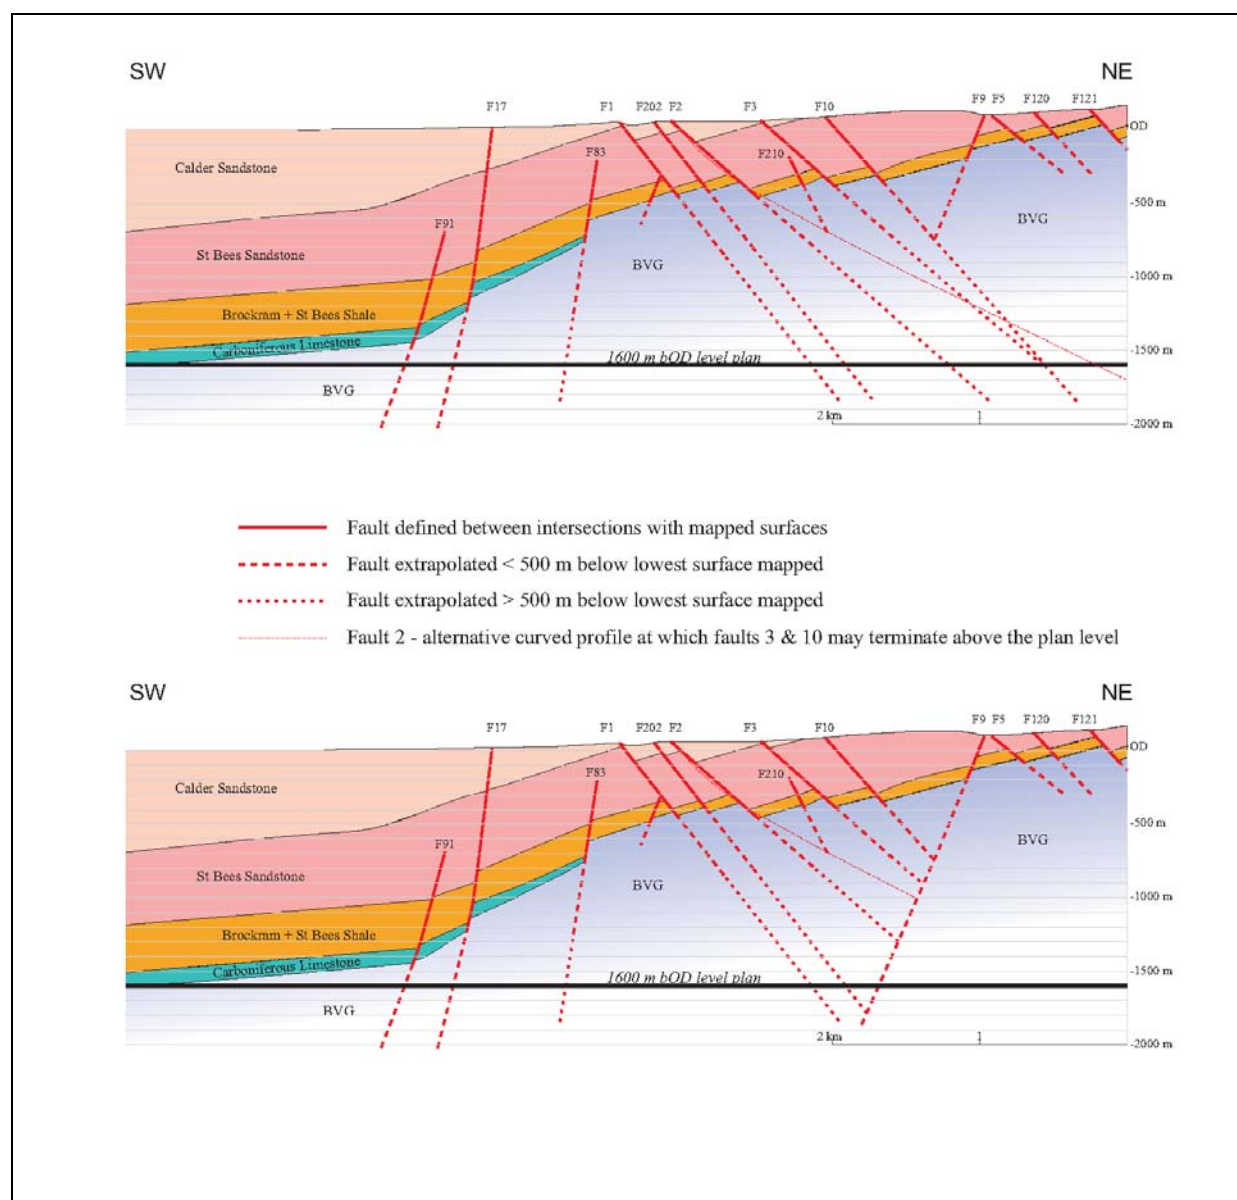 SW NE
F17 F1 F202 F2 F3 F10 F9 F5 F120 F121
OD
F83 F210
Calder Sandstone
-500 m
F91 BVG
St Bees Sandstone BVG
-1000 m
Brockram + St Bees Shale
Carboniferous Limestone
1600 m bOD level plan -1500 m
BVG
2 km 1
-2000 m
Fault defined between intersections with mapped surfaces
Fault extrapolated < 500 m below lowest surface mapped
Fault extrapolated > 500 m below lowest surface mapped
Fault 2 - alternative curved profile at which faults 3 & 10 may terminate above the plan level
SW NE
F17 F1 F202 F2 F3 F10 F9 F5 F120 F121
OD
F83 F210
Calder Sandstone
-500 m
F91 BVG
St Bees Sandstone BVG
-1000 m
Brockram + St Bees Shale
Carboniferous Limestone
1600 m bOD level plan -1500 m
BVG
2 km 1
-2000 m